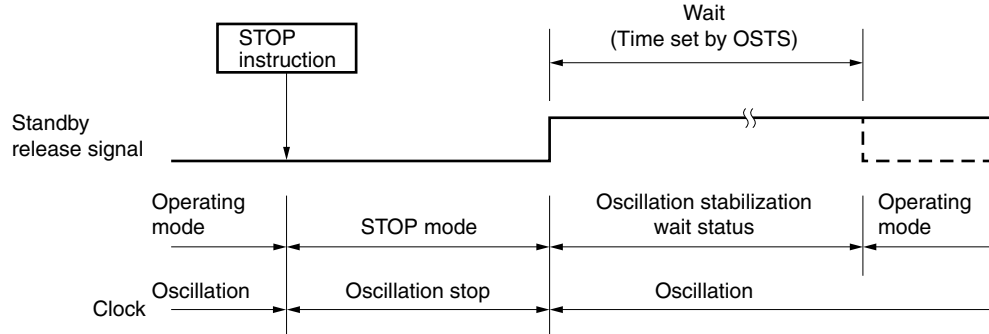 Wait
(Time set by OSTS)
STOP
instruction
Standby
release signal
Operating
mode
STOP mode
Oscillation stabilization
wait status
Operating
mode
Clock
Oscillation
Oscillation stop
Oscillation